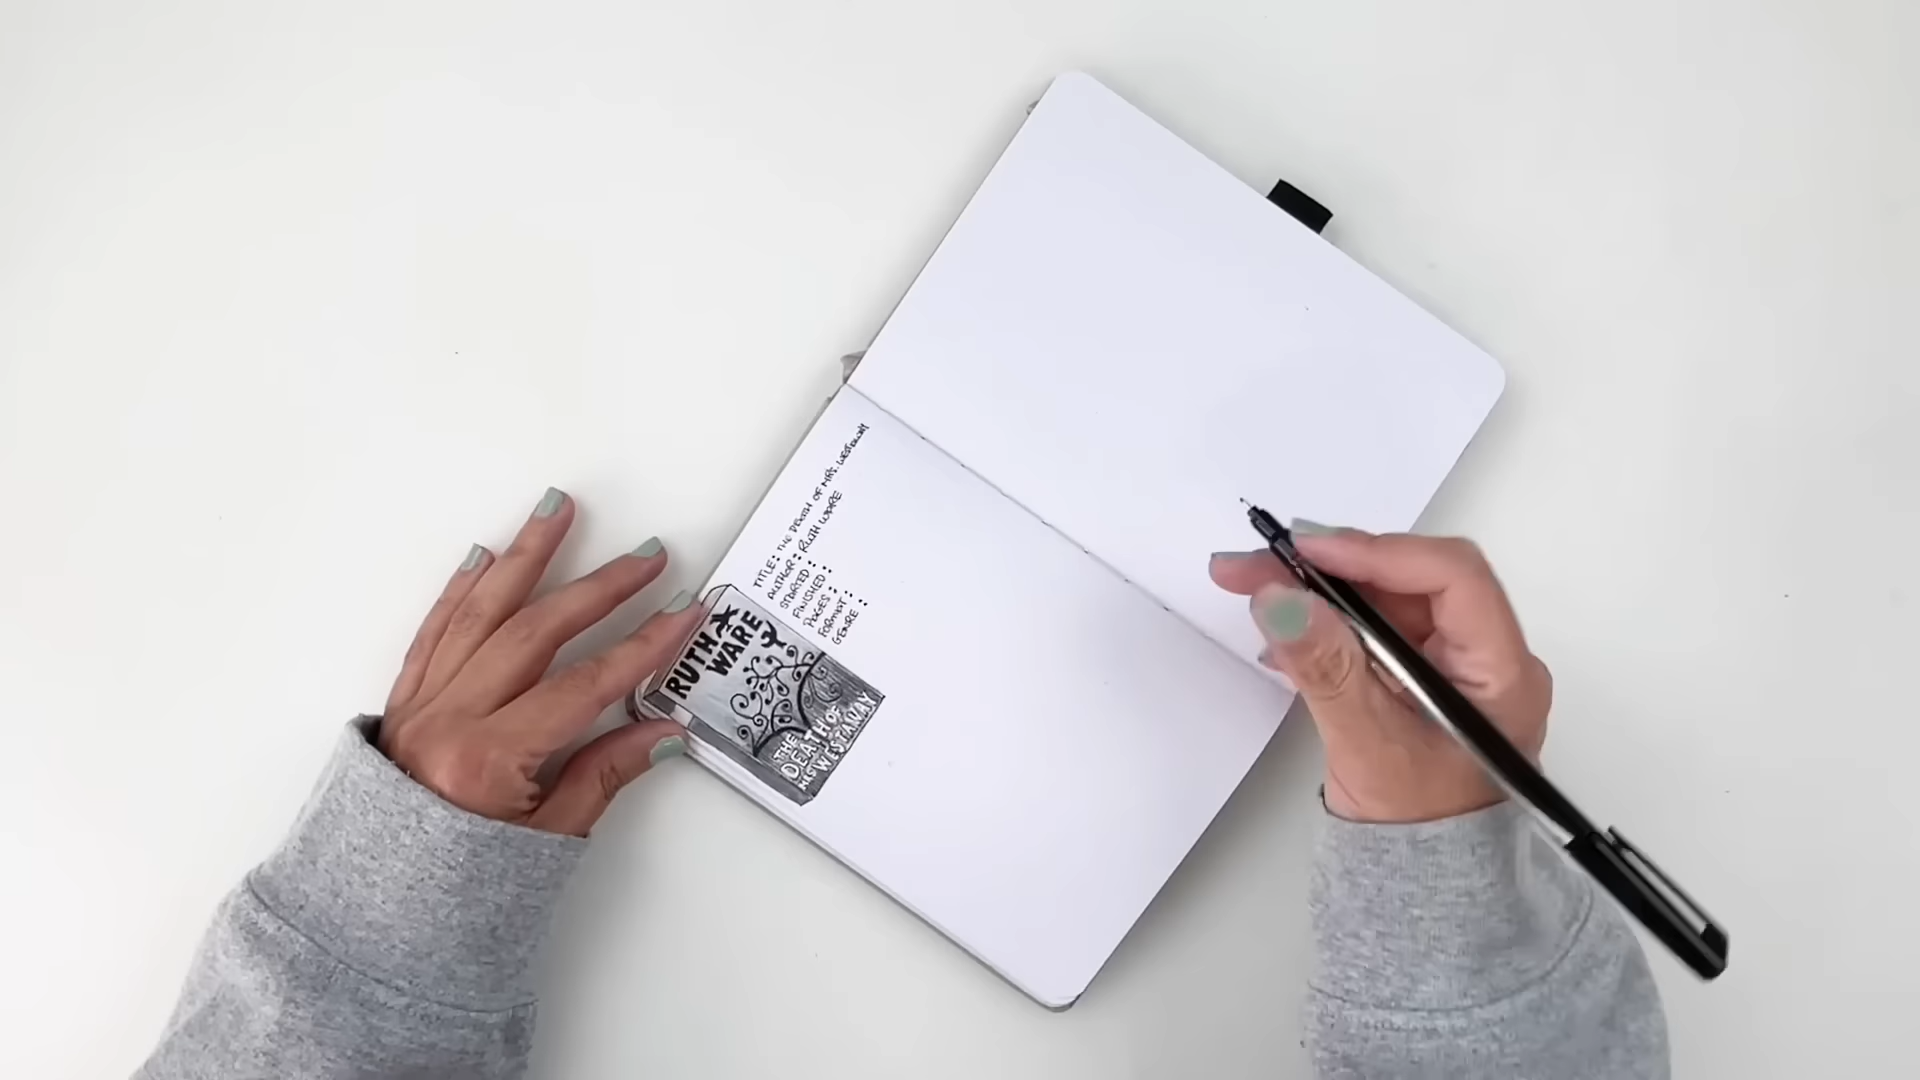 TITLE: THE DEATH OF MRS. WESTAWAY
AUTHOR: RUTH WARE
STARTED:
FINISHED:
PAGES:
FORMAT:
GENRE:
RUTH
WARE
THE
DEATH OF
MRS WESTAWAY